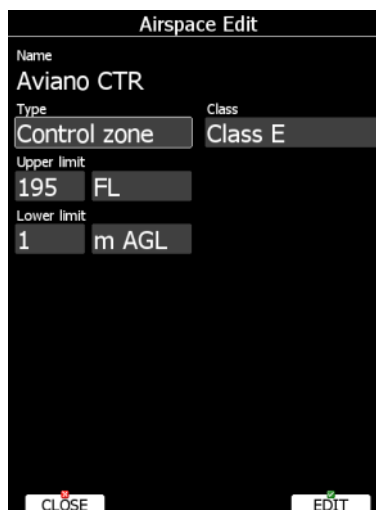 Airspace Edit
Name
Aviano CTR
Type Class
Control zone Class E
Upper limit
195 FL
Lower limit
1 m AGL
CLOSE EDIT